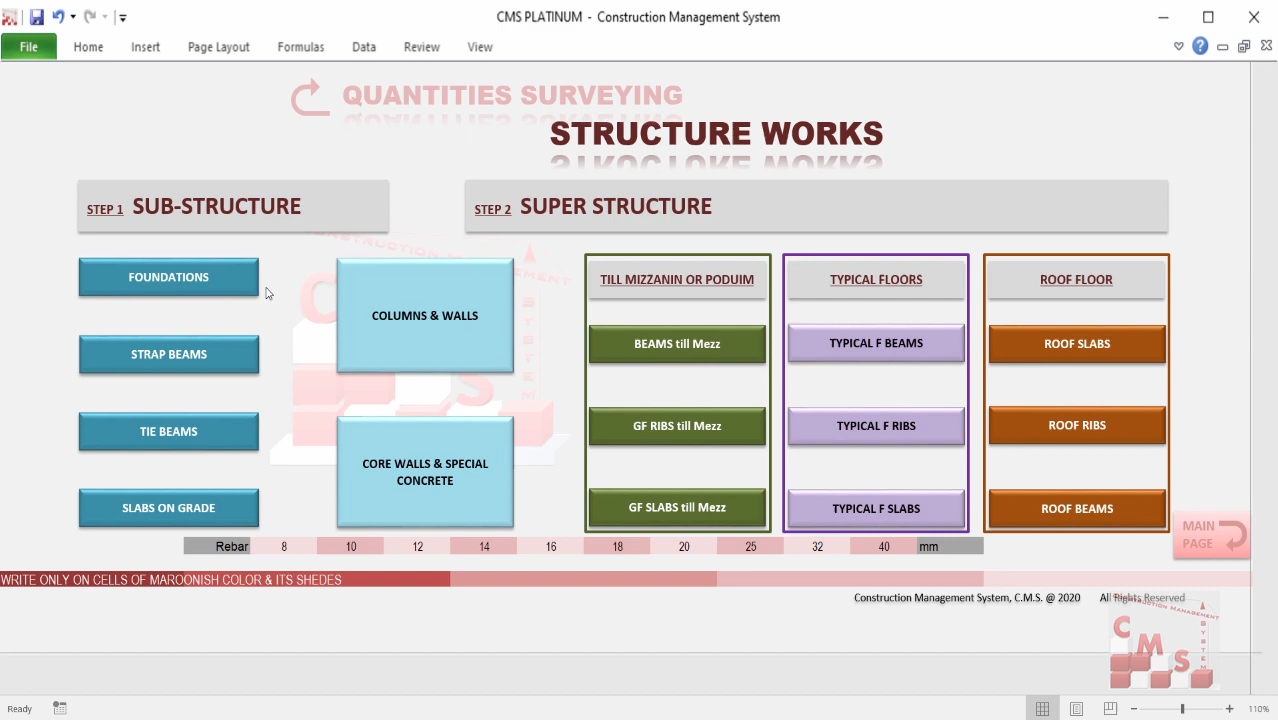 CMS PLATINUM - Construction Management System
File Home Insert Page Layout Formulas Data Review View
QUANTITIES SURVEYING
STRUCTURE WORKS
STEP 1 SUB-STRUCTURE
STEP 2 SUPER STRUCTURE
FOUNDATIONS
STRAP BEAMS
TIE BEAMS
SLABS ON GRADE
COLUMNS & WALLS
CORE WALLS & SPECIAL
CONCRETE
TILL MIZZANIN OR PODUIM
BEAMS till Mezz
GF RIBS till Mezz
GF SLABS till Mezz
TYPICAL FLOORS
TYPICAL F BEAMS
TYPICAL F RIBS
TYPICAL F SLABS
ROOF FLOOR
ROOF SLABS
ROOF RIBS
ROOF BEAMS
MAIN
PAGE
Rebar 8 10 12 14 16 18 20 25 32 40 mm
WRITE ONLY ON CELLS OF MAROONISH COLOR & ITS SHEDES
Construction Management System, C.M.S. @ 2020 All Rights Reserved
CONSTRUCTION MANAGEMENT
SYSTEM
CMS
Ready
110%